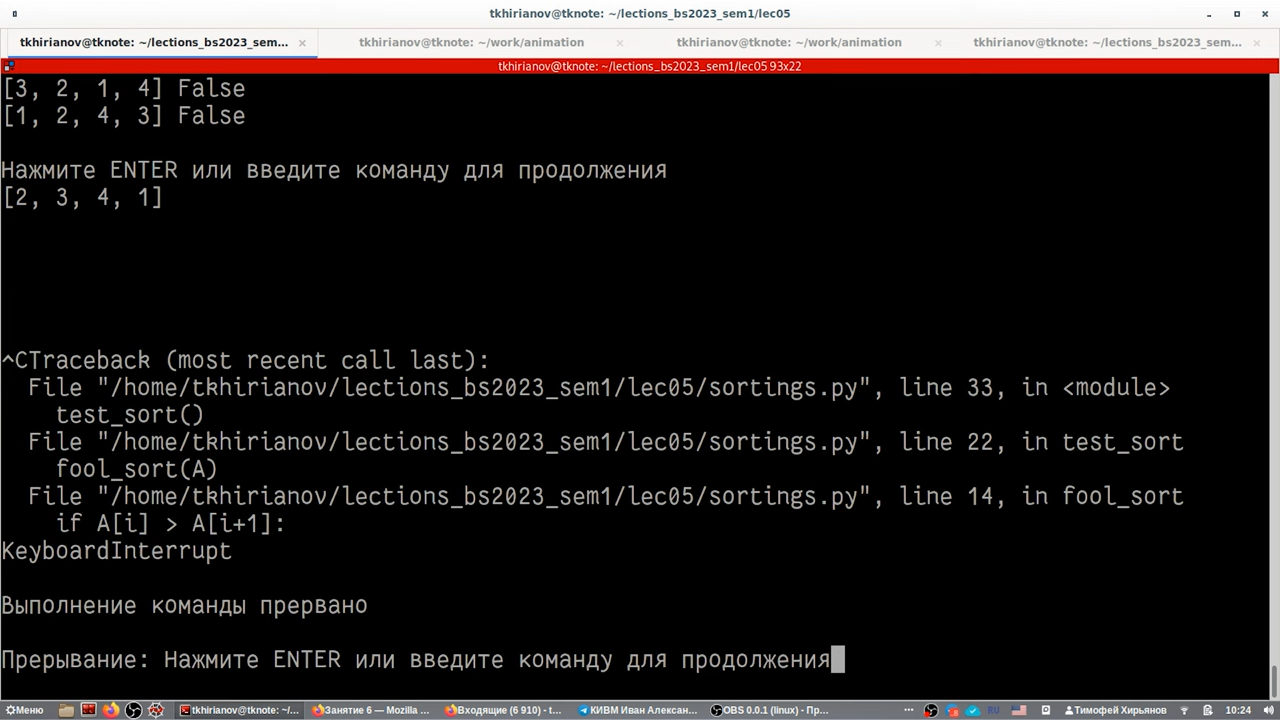 tkhirianov@tknote: ~/lections_bs2023_sem1/lec05
tkhirianov@tknote: ~/lections_bs2023_sem...
tkhirianov@tknote: ~/work/animation
tkhirianov@tknote: ~/work/animation
tkhirianov@tknote: ~/lections_bs2023_sem...
tkhirianov@tknote: ~/lections_bs2023_sem1/lec05 93x22
[3, 2, 1, 4] False
[1, 2, 4, 3] False
Нажмите ENTER или введите команду для продолжения
[2, 3, 4, 1]
^CTraceback (most recent call last):
File "/home/tkhirianov/lections_bs2023_sem1/lec05/sortings.py", line 33, in <module>
test_sort()
File "/home/tkhirianov/lections_bs2023_sem1/lec05/sortings.py", line 22, in test_sort
fool_sort(A)
File "/home/tkhirianov/lections_bs2023_sem1/lec05/sortings.py", line 14, in fool_sort
if A[i] > A[i+1]:
KeyboardInterrupt
Выполнение команды прервано
Прерывание: Нажмите ENTER или введите команду для продолжения
Меню
tkhirianov@tknote: ~/...
Занятие 6 — Mozilla ...
Входящие (6 910) - t...
КИВМ Иван Александ...
OBS 0.0.1 (linux) - Пр...
RU
Тимофей Хирьянов
10:24